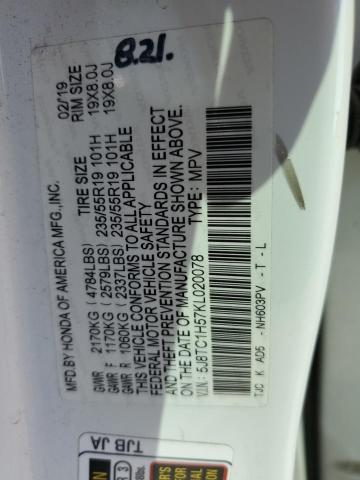 8.21.
MFD.BY HONDA OF AMERICA MFG.,INC. 02/19
TIRE SIZE RIM SIZE
GVWR 2170KG (4784LBS)
GAWR F 1170KG (2579LBS) 235/55R19 101H 19X8.0J
GAWR R 1060KG (2337LBS) 235/55R19 101H 19X8.0J
THIS VEHICLE CONFORMS TO ALL APPLICABLE
FEDERAL MOTOR VEHICLE SAFETY
AND THEFT PREVENTION STANDARDS IN EFFECT
ON THE DATE OF MANUFACTURE SHOWN ABOVE.
V.I.N.: 5J8TC1H57KL020078 TYPE: MPV
TJC K AD5 - NH603PV - T - L
TJB JA